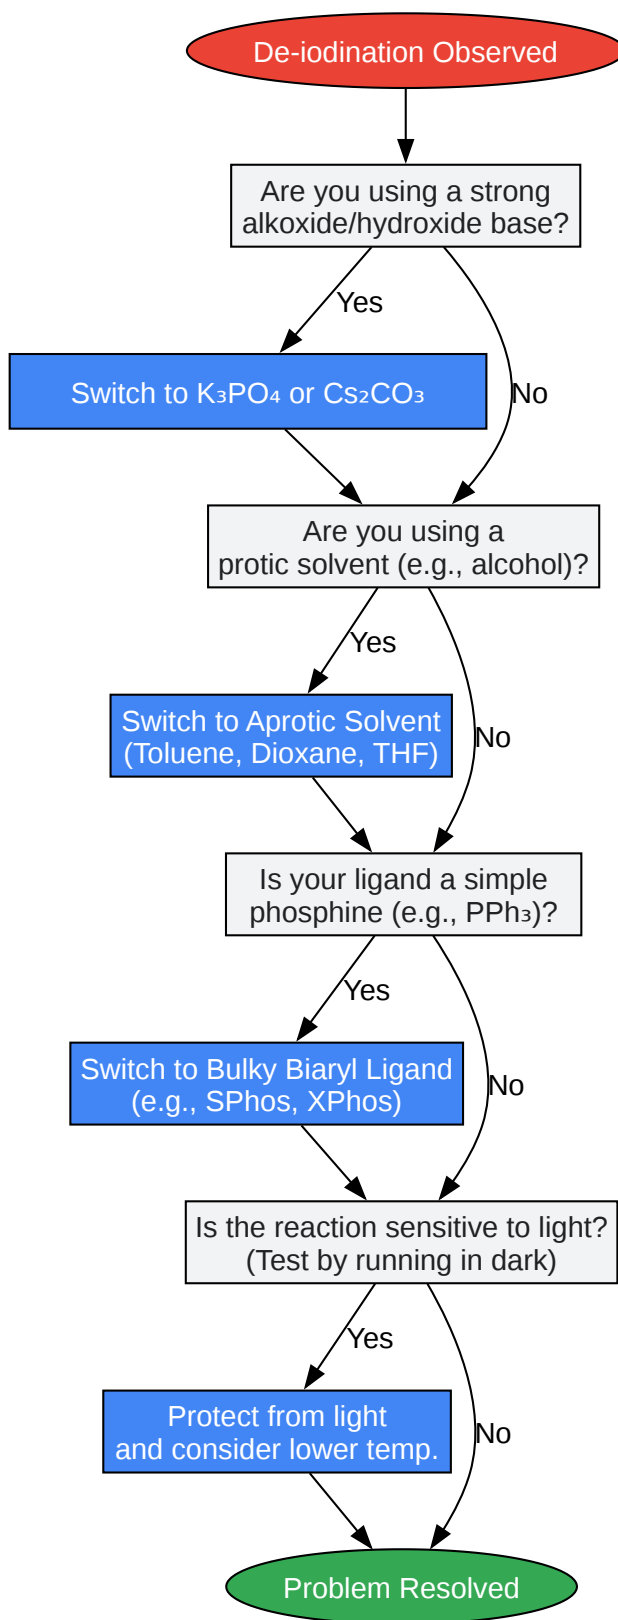 De-iodination Observed
Are you using a strong
alkoxide/hydroxide base?
Yes
Switch to K₃PO₄ or Cs₂CO₃
No
Are you using a
protic solvent (e.g., alcohol)?
Yes
Switch to Aprotic Solvent
(Toluene, Dioxane, THF)
No
Is your ligand a simple
phosphine (e.g., PPh₃)?
Yes
Switch to Bulky Biaryl Ligand
(e.g., SPhos, XPhos)
No
Is the reaction sensitive to light?
(Test by running in dark)
Yes
Protect from light
and consider lower temp.
No
Problem Resolved